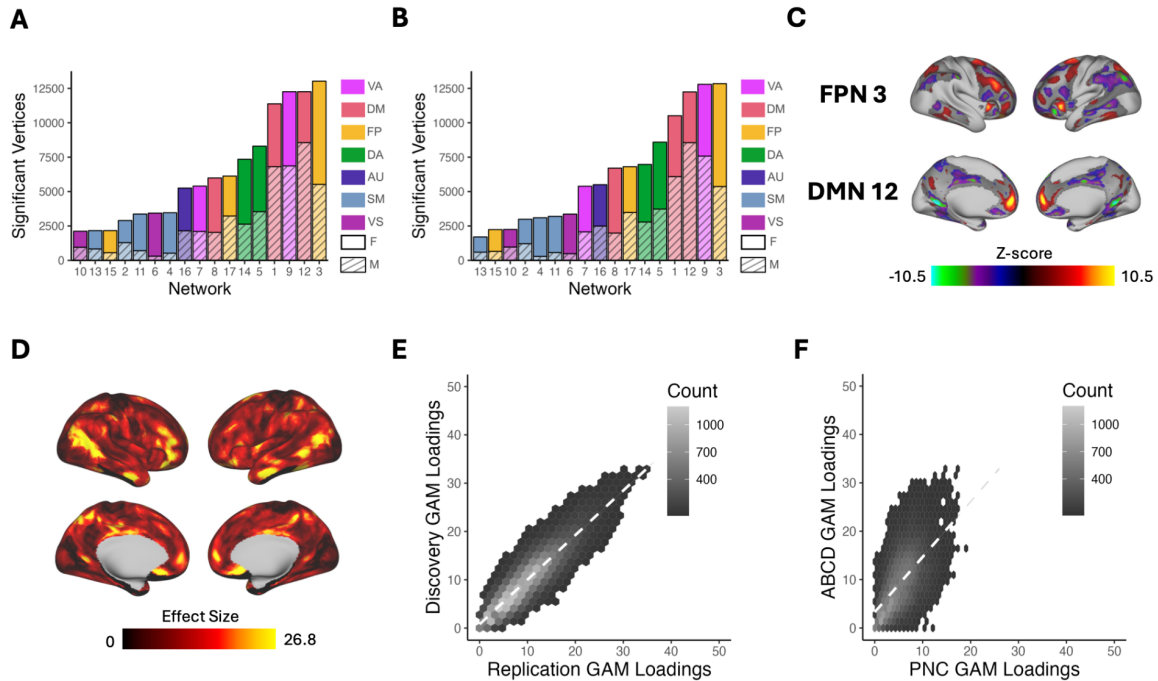 A
B
C
Significant Vertices
12500
10000
7500
5000
2500
0
10 13 15 2 11 6 4 16 7 8 17 14 5 1 9 12 3
Network
VA
DM
FP
DA
AU
SM
VS
F
M
Significant Vertices
12500
10000
7500
5000
2500
0
13 15 10 2 4 11 6 7 16 8 17 14 5 1 12 9 3
Network
VA
DM
FP
DA
AU
SM
VS
F
M
FPN 3
DMN 12
Z-score
-10.5 10.5
D
E
F
Effect Size
0 26.8
Discovery GAM Loadings
50
40
30
20
10
0
0 10 20 30 40 50
Replication GAM Loadings
Count
1000
700
400
ABCD GAM Loadings
50
40
30
20
10
0
0 10 20 30 40 50
PNC GAM Loadings
Count
1000
700
400